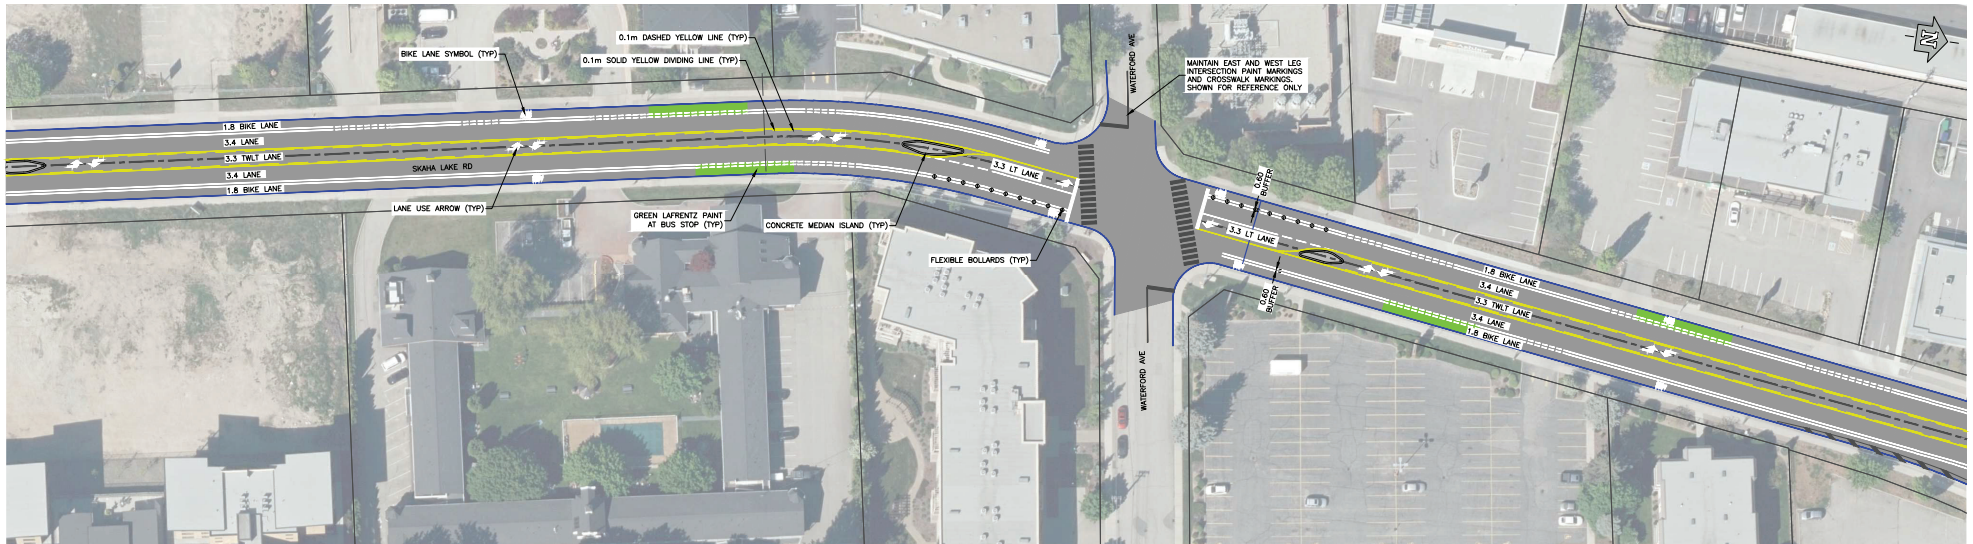 0.1m DASHED YELLOW LINE (TYP)
BIKE LANE SYMBOL (TYP)
0.1m SOLID YELLOW DIVIDING LINE (TYP)
WATERFORD AVE
MAINTAIN EAST AND WEST LEG
INTERSECTION PAINT MARKINGS
AND CROSSWALK MARKINGS.
SHOWN FOR REFERENCE ONLY
N
1.8 BIKE LANE
3.4 LANE
3.3 TWLT LANE
SKAHA LAKE RD
3.4 LANE
1.8 BIKE LANE
3.3 LT LANE
LANE USE ARROW (TYP)
GREEN LAFRENTZ PAINT
AT BUS STOP (TYP)
CONCRETE MEDIAN ISLAND (TYP)
FLEXIBLE BOLLARDS (TYP)
0.60
BUFFER
3.3 LT LANE
0.60
BUFFER
1.8 BIKE LANE
3.4 LANE
3.3 TWLT LANE
3.4 LANE
1.8 BIKE LANE
WATERFORD AVE